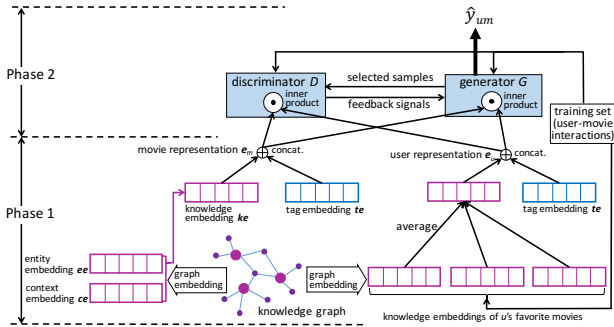 ŷum
Phase 2
discriminator D
selected samples
generator G
inner
product
feedback signals
inner
product
training set
(user-movie
interactions)
movie representation em
concat.
user representation eu
concat.
Phase 1
knowledge
embedding ke
tag embedding te
tag embedding te
average
entity
embedding ee
context
embedding ce
graph
embedding
knowledge graph
graph
embedding
knowledge embeddings of u's favorite movies